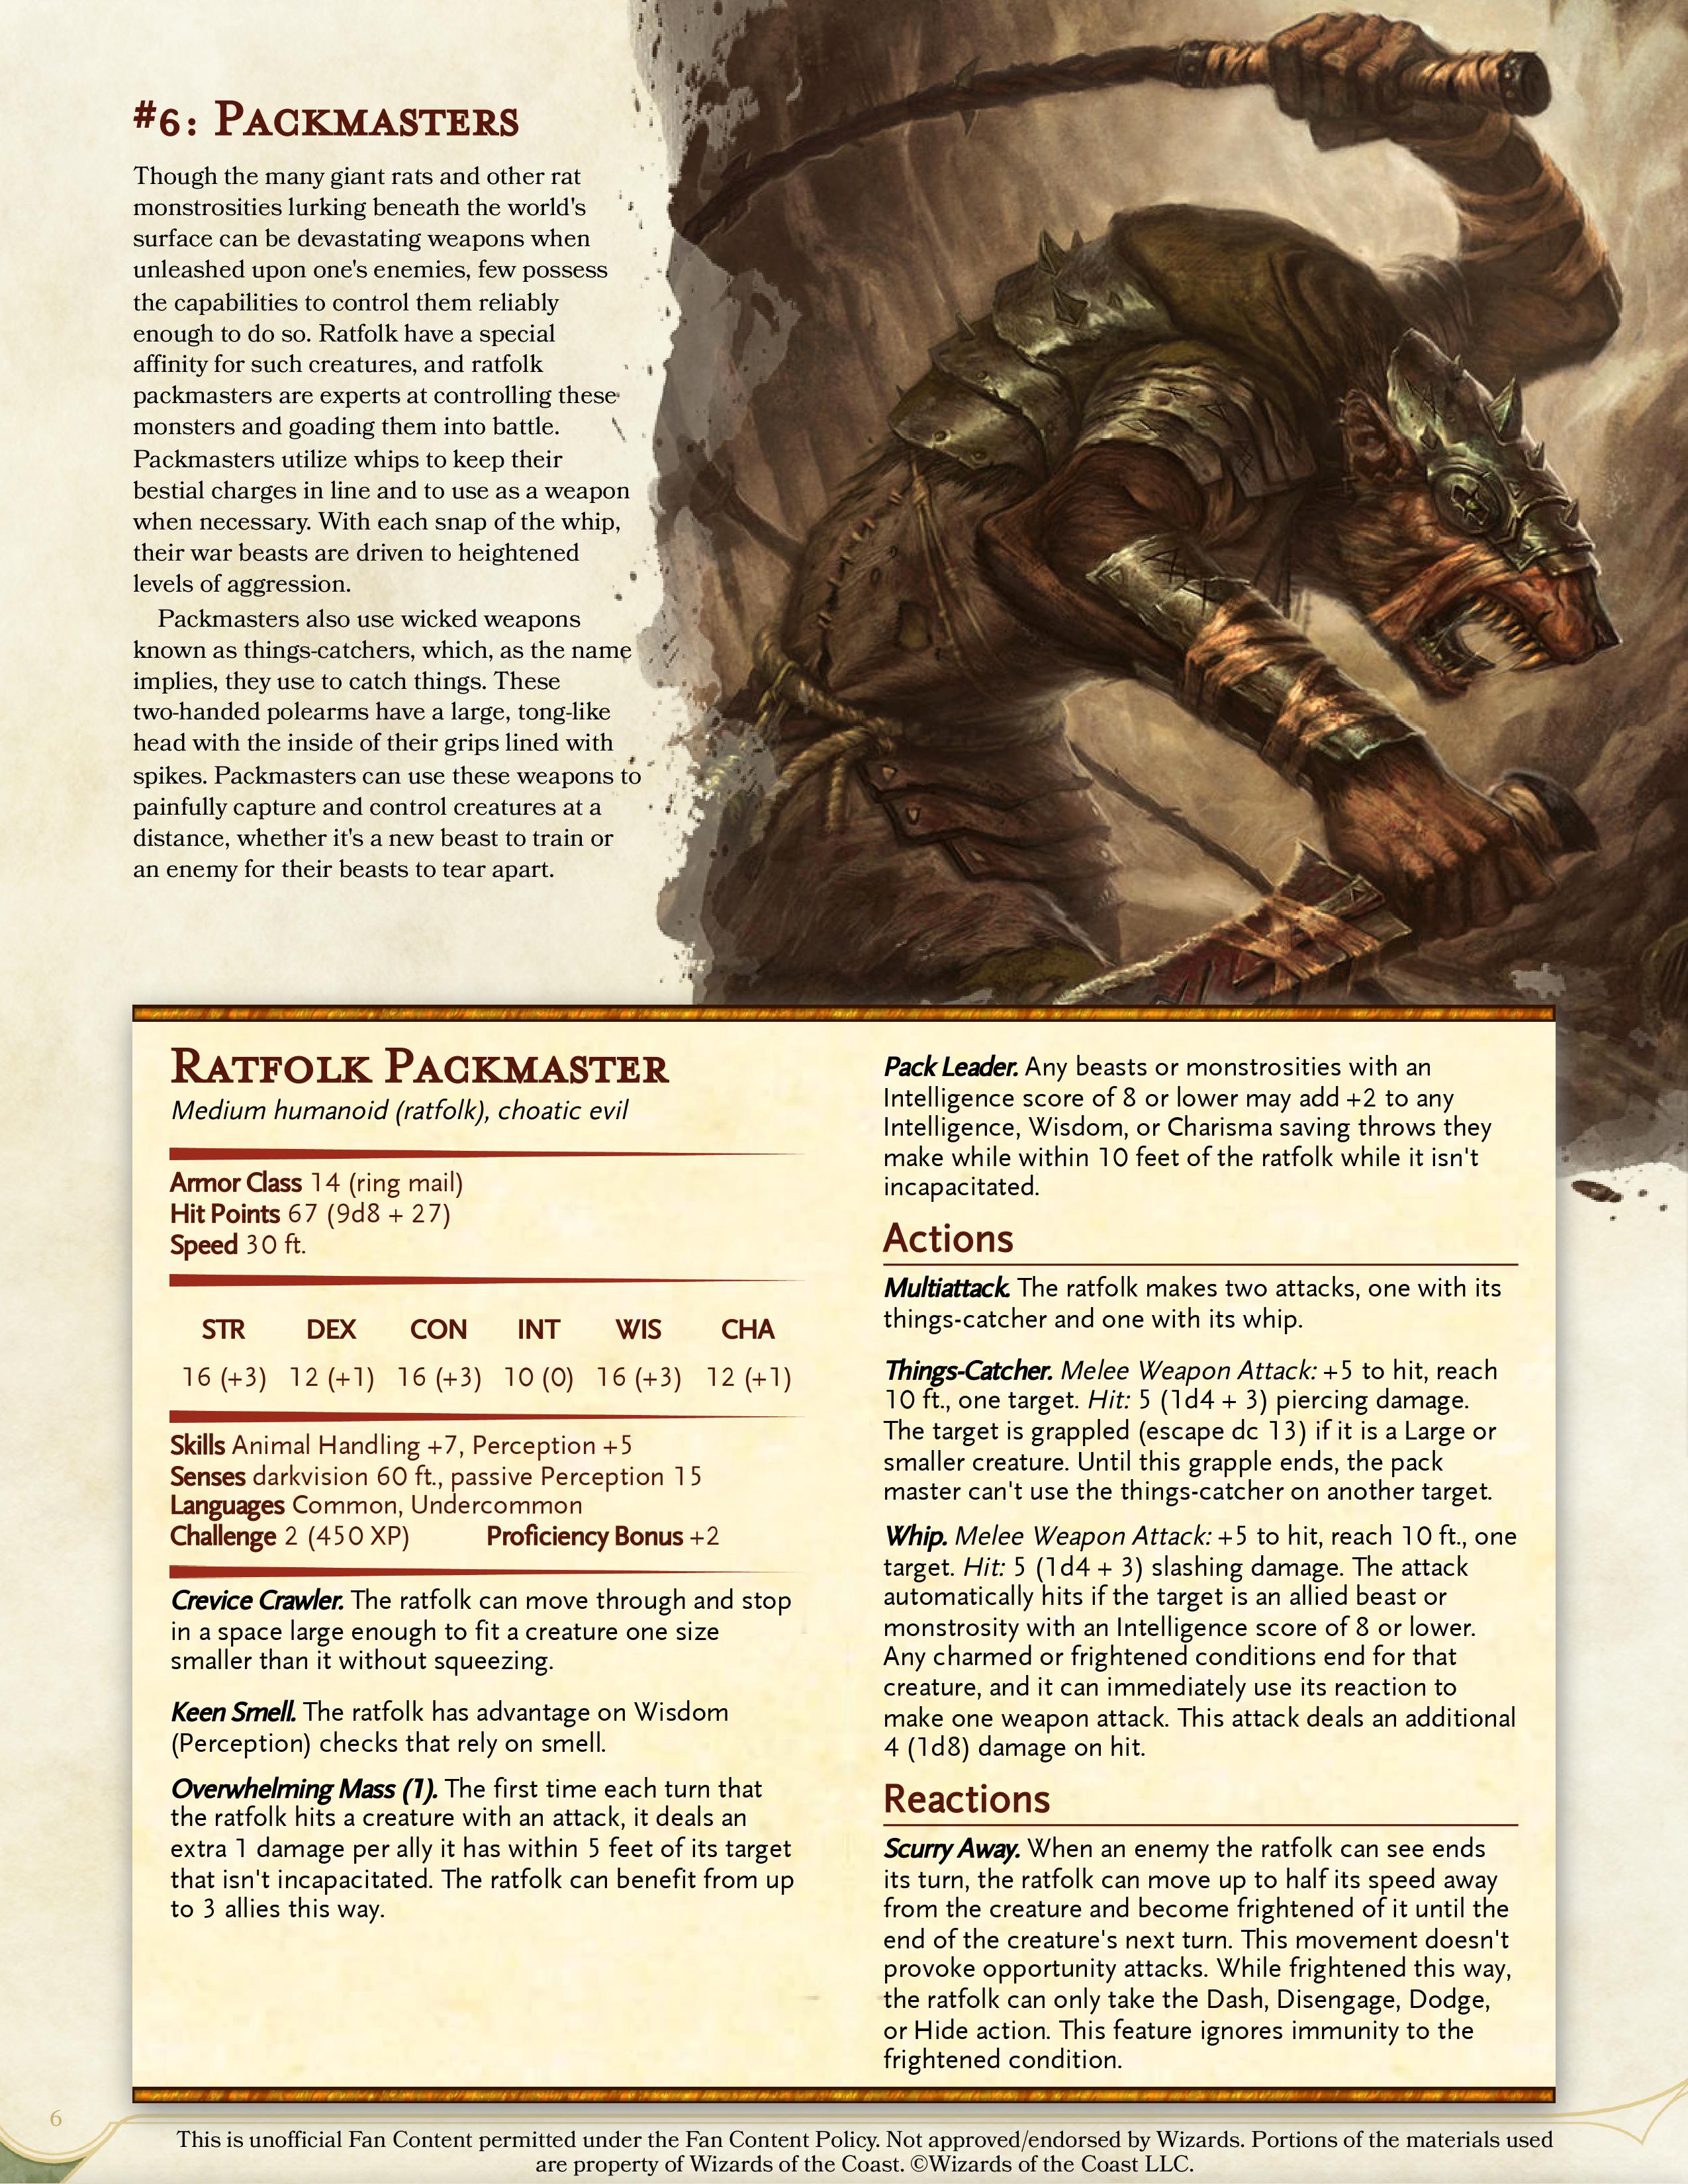 #6: Packmasters
Though the many giant rats and other rat
monstrosities lurking beneath the world's
surface can be devastating weapons when
unleashed upon one's enemies, few possess
the capabilities to control them reliably
enough to do so. Ratfolk have a special
affinity for such creatures, and ratfolk
packmasters are experts at controlling these
monsters and goading them into battle.
Packmasters utilize whips to keep their
bestial charges in line and to use as a weapon
when necessary. With each snap of the whip,
their war beasts are driven to heightened
levels of aggression.
Packmasters also use wicked weapons
known as things-catchers, which, as the name
implies, they use to catch things. These
two-handed polearms have a large, tong-like
head with the inside of their grips lined with
spikes. Packmasters can use these weapons to
painfully capture and control creatures at a
distance, whether it's a new beast to train or
an enemy for their beasts to tear apart.
Ratfolk Packmaster
Medium humanoid (ratfolk), choatic evil
Armor Class 14 (ring mail)
Hit Points 67 (9d8 + 27)
Speed 30 ft.
STR DEX CON INT WIS CHA
16 (+3) 12 (+1) 16 (+3) 10 (0) 16 (+3) 12 (+1)
Skills Animal Handling +7, Perception +5
Senses darkvision 60 ft., passive Perception 15
Languages Common, Undercommon
Challenge 2 (450 XP) Proficiency Bonus +2
Crevice Crawler. The ratfolk can move through and stop
in a space large enough to fit a creature one size
smaller than it without squeezing.
Keen Smell. The ratfolk has advantage on Wisdom
(Perception) checks that rely on smell.
Overwhelming Mass (1). The first time each turn that
the ratfolk hits a creature with an attack, it deals an
extra 1 damage per ally it has within 5 feet of its target
that isn't incapacitated. The ratfolk can benefit from up
to 3 allies this way.
Pack Leader. Any beasts or monstrosities with an
Intelligence score of 8 or lower may add +2 to any
Intelligence, Wisdom, or Charisma saving throws they
make while within 10 feet of the ratfolk while it isn't
incapacitated.
Actions
Multiattack. The ratfolk makes two attacks, one with its
things-catcher and one with its whip.
Things-Catcher. Melee Weapon Attack: +5 to hit, reach
10 ft., one target. Hit: 5 (1d4 + 3) piercing damage.
The target is grappled (escape dc 13) if it is a Large or
smaller creature. Until this grapple ends, the pack
master can't use the things-catcher on another target.
Whip. Melee Weapon Attack: +5 to hit, reach 10 ft., one
target. Hit: 5 (1d4 + 3) slashing damage. The attack
automatically hits if the target is an allied beast or
monstrosity with an Intelligence score of 8 or lower.
Any charmed or frightened conditions end for that
creature, and it can immediately use its reaction to
make one weapon attack. This attack deals an additional
4 (1d8) damage on hit.
Reactions
Scurry Away. When an enemy the ratfolk can see ends
its turn, the ratfolk can move up to half its speed away
from the creature and become frightened of it until the
end of the creature's next turn. This movement doesn't
provoke opportunity attacks. While frightened this way,
the ratfolk can only take the Dash, Disengage, Dodge,
or Hide action. This feature ignores immunity to the
frightened condition.
6
This is unofficial Fan Content permitted under the Fan Content Policy. Not approved/endorsed by Wizards. Portions of the materials used
are property of Wizards of the Coast. ©Wizards of the Coast LLC.